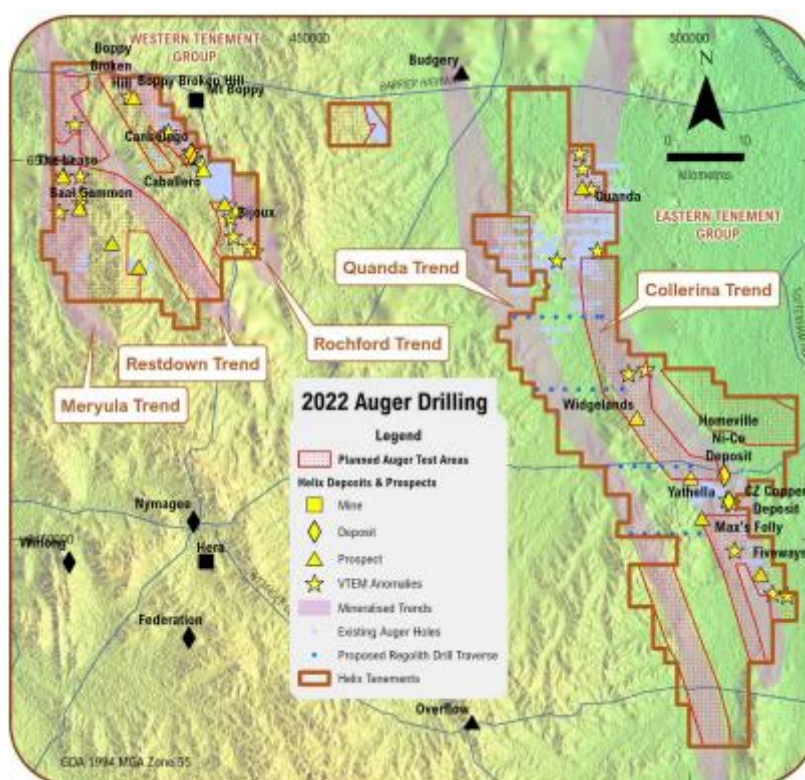 WESTERN TENEMENT
GROUP
450000
500000
N
Boppy
Broken
Hill
Boppy Broken Hill
Mt Boppy
Budgery
BARRIER HIGHWAY
0 10
kilometres
Canbelego
The Lease
Caballero
Baal Gammon
Bijoux
Quanda
EASTERN TENEMENT
GROUP
Quanda Trend
Collerina Trend
Rochford Trend
Restdown Trend
Meryula Trend
Widgelands
Homeville
Ni-Co
Deposit
Yathella
CZ Copper
Deposit
Max's Folly
Fiveways
Nymagee
Hera
Federation
Overflow
2022 Auger Drilling
Legend
Planned Auger Test Areas
Helix Deposits & Prospects
Mine
Deposit
Prospect
VTEM Anomalies
Mineralised Trends
Existing Auger Holes
Proposed Regolith Drill Traverse
Helix Tenements
GDA 1994 MGA Zone 55